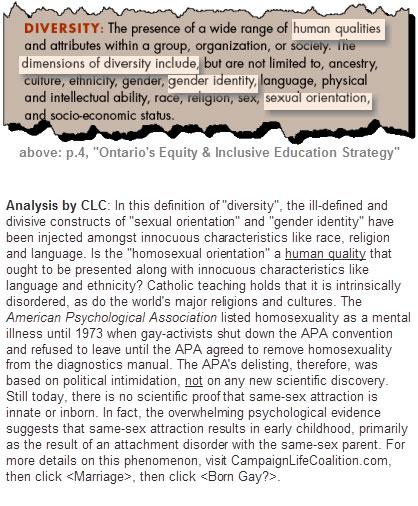 DIVERSITY: The presence of a wide range of human qualities
and attributes within a group, organization, or society. The
dimensions of diversity include, but are not limited to, ancestry,
culture, ethnicity, gender, gender identity, language, physical
and intellectual ability, race, religion, sex, sexual orientation,
and socio-economic status.
above: p.4, "Ontario's Equity & Inclusive Education Strategy"
Analysis by CLC: In this definition of "diversity", the ill-defined and
divisive constructs of "sexual orientation" and "gender identity" have
been injected amongst innocuous characteristics like race, religion
and language. Is the "homosexual orientation" a human quality that
ought to be presented along with innocuous characteristics like
language and ethnicity? Catholic teaching holds that it is intrinsically
disordered, as do the world's major religions and cultures. The
American Psychological Association listed homosexuality as a mental
illness until 1973 when gay-activists shut down the APA convention
and refused to leave until the APA agreed to remove homosexuality
from the diagnostics manual. The APA's delisting, therefore, was
based on political intimidation, not on any new scientific discovery.
Still today, there is no scientific proof that same-sex attraction is
innate or inborn. In fact, the overwhelming psychological evidence
suggests that same-sex attraction results in early childhood, primarily
as the result of an attachment disorder with the same-sex parent. For
more details on this phenomenon, visit CampaignLifeCoalition.com,
then click <Marriage>, then click <Born Gay?>.